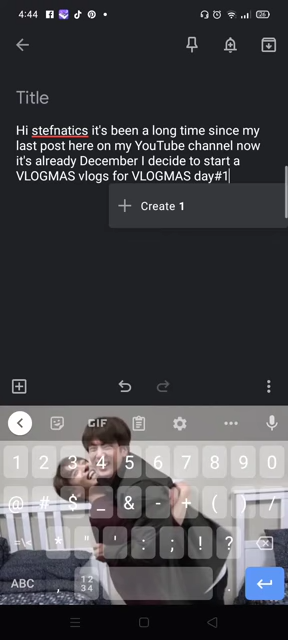 4:44
26
Title
Hi stefnatics it's been a long time since my
last post here on my YouTube channel now
it's already December I decide to start a
VLOGMAS vlogs for VLOGMAS day#1
+ Create 1
GIF
1 2 3 4 5 6 7 8 9 0
@ # $ _ & - + ( ) /
=\< * " ' : ; ! ?
ABC , 12 34 .